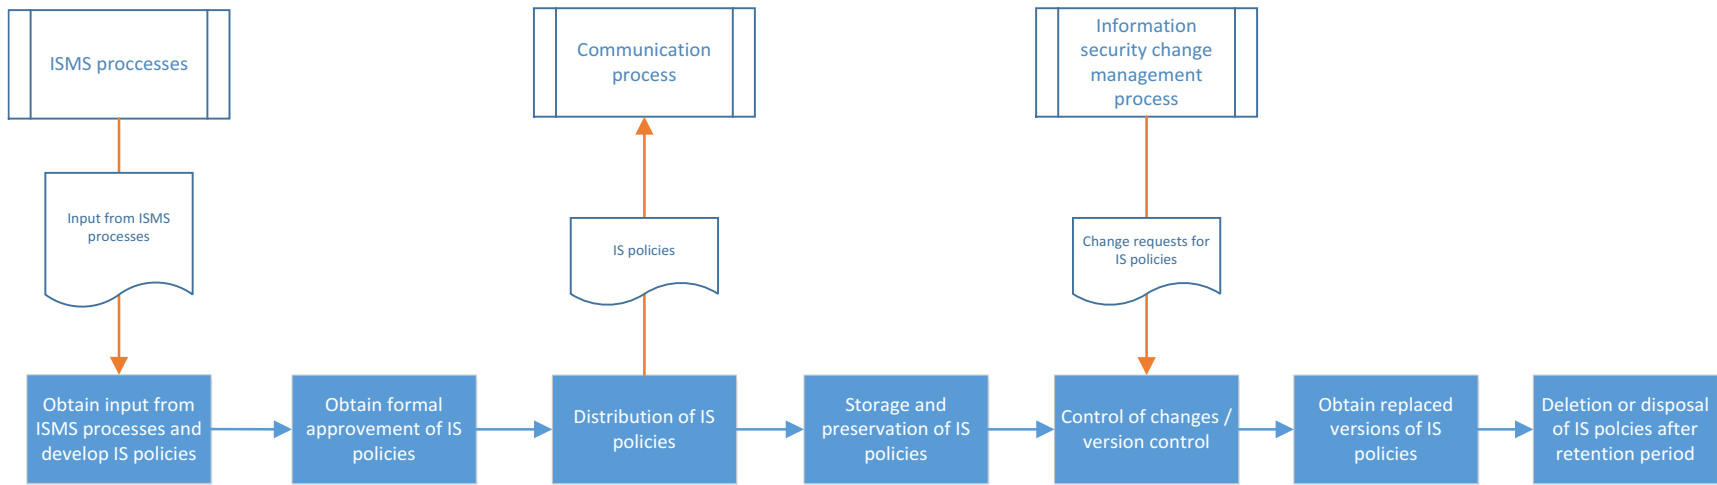 ISMS proccesses
Communication
process
Information
security change
management
process
Input from ISMS
processes
IS policies
Change requests for
IS policies
Obtain input from
ISMS processes and
develop IS policies
Obtain formal
approvement of IS
policies
Distribution of IS
policies
Storage and
preservation of IS
policies
Control of changes /
version control
Obtain replaced
versions of IS
policies
Deletion or disposal
of IS polcies after
retention period